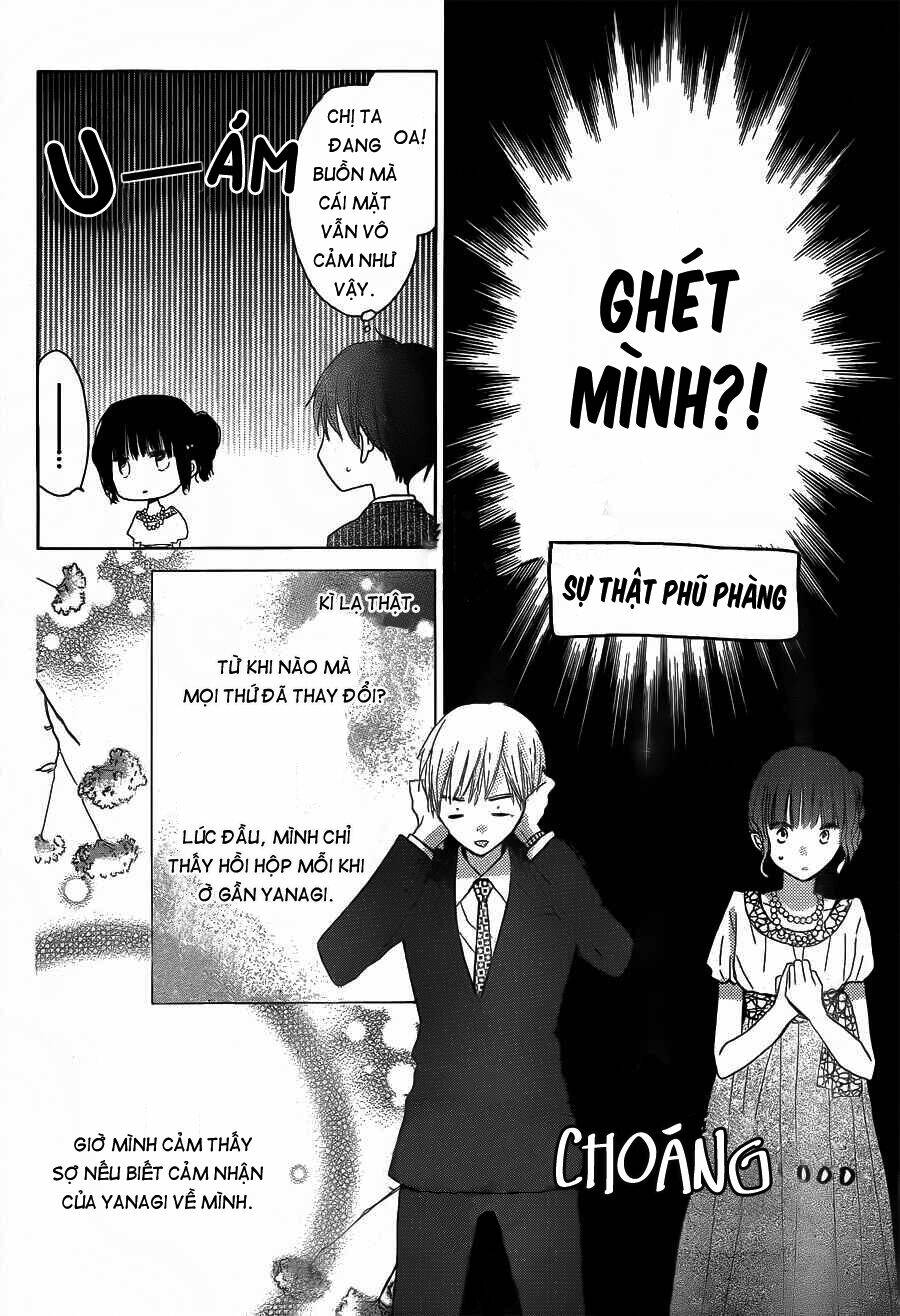 GHÉT
MÌNH?!
SỰ THẬT PHŨ PHÀNG
CHOÁNG ...
OA!
CHỊ TA
ĐANG
BUỒN MÀ
CÁI MẶT
VẪN VÔ
CẢM NHƯ
VẬY.
U—ÁM
—...
KÌ LẠ THẬT.
TỪ KHI NÀO MÀ
MỌI THỨ ĐÃ THAY ĐỔI?
LÚC ĐẦU, MÌNH CHỈ
THẤY HỒI HỘP MỖI KHI
Ở GẦN YANAGI.
GIỜ MÌNH CẢM THẤY
SỢ NẾU BIẾT CẢM NHẬN
CỦA YANAGI VỀ MÌNH.